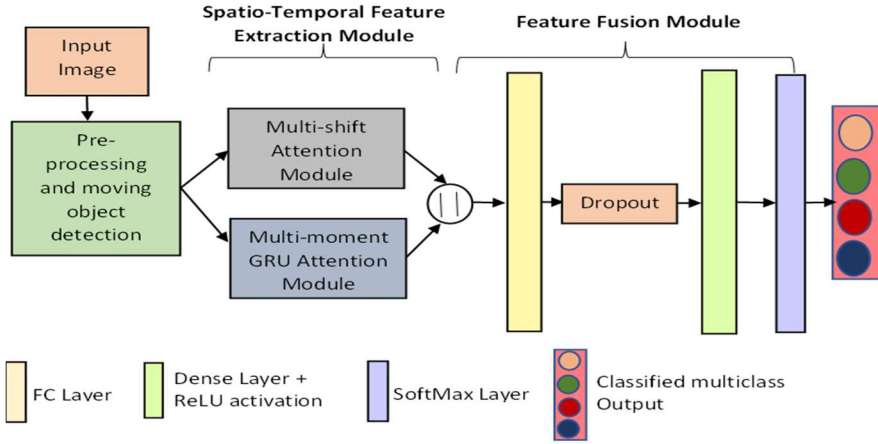 Spatio-Temporal Feature
Extraction Module
Feature Fusion Module
Input
Image
Pre-
processing
and moving
object
detection
Multi-shift
Attention
Module
Multi-moment
GRU Attention
Module
||
Dropout
FC Layer
Dense Layer +
ReLU activation
SoftMax Layer
Classified multiclass
Output